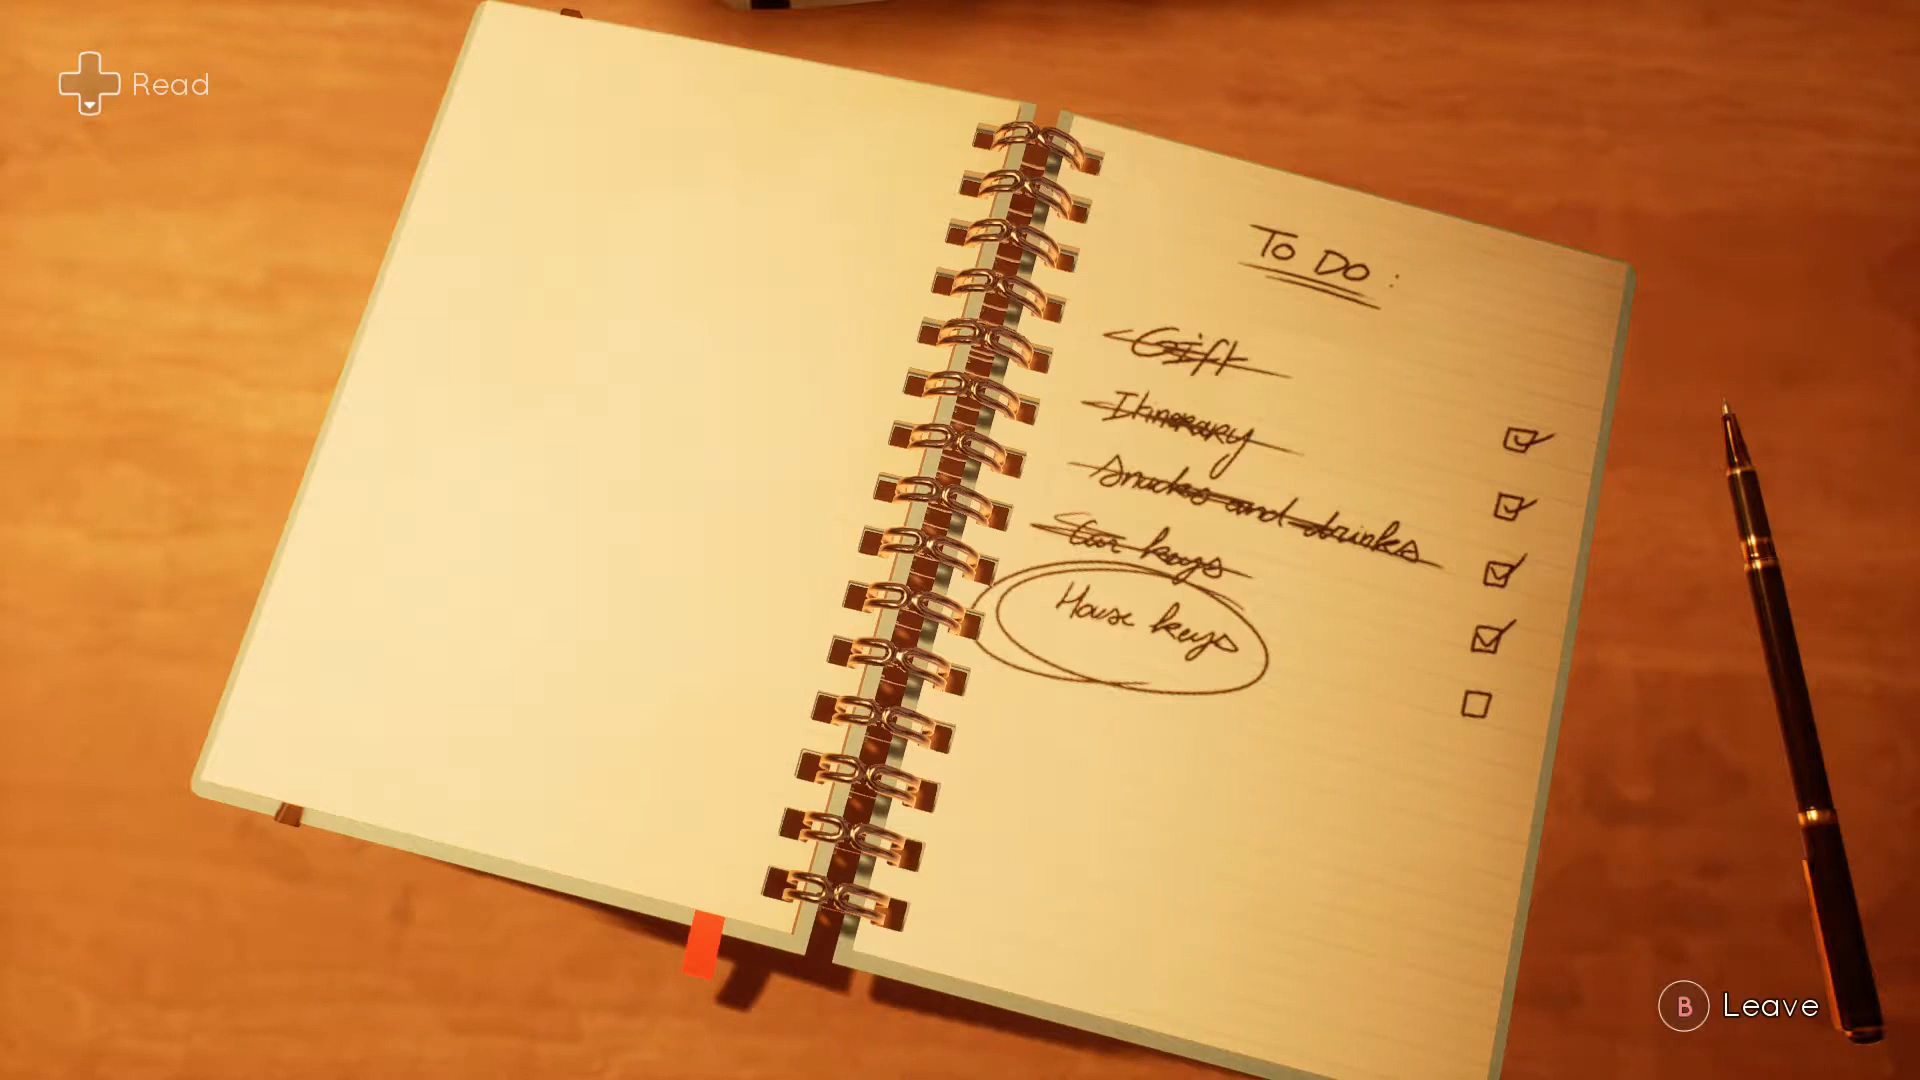 Read
To Do :
Gift
Itinerary
Snacks and drinks
Car keys
House keys
B Leave